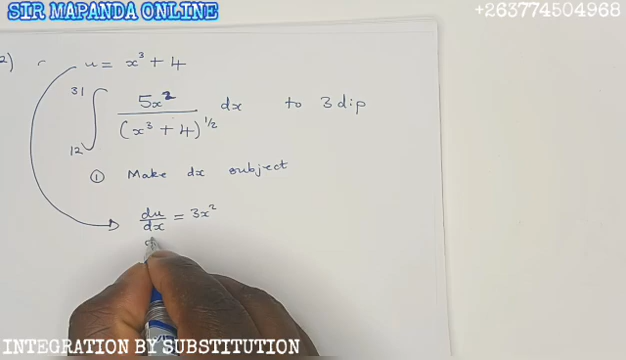 SIR MAPANDA ONLINE
+263774504968
2)
u = x³ + 4
31
∫ 5x² / (x³ + 4)^1/2 dx to 3 dip
12
① Make dx subject
du/dx = 3x²
INTEGRATION BY SUBSTITUTION